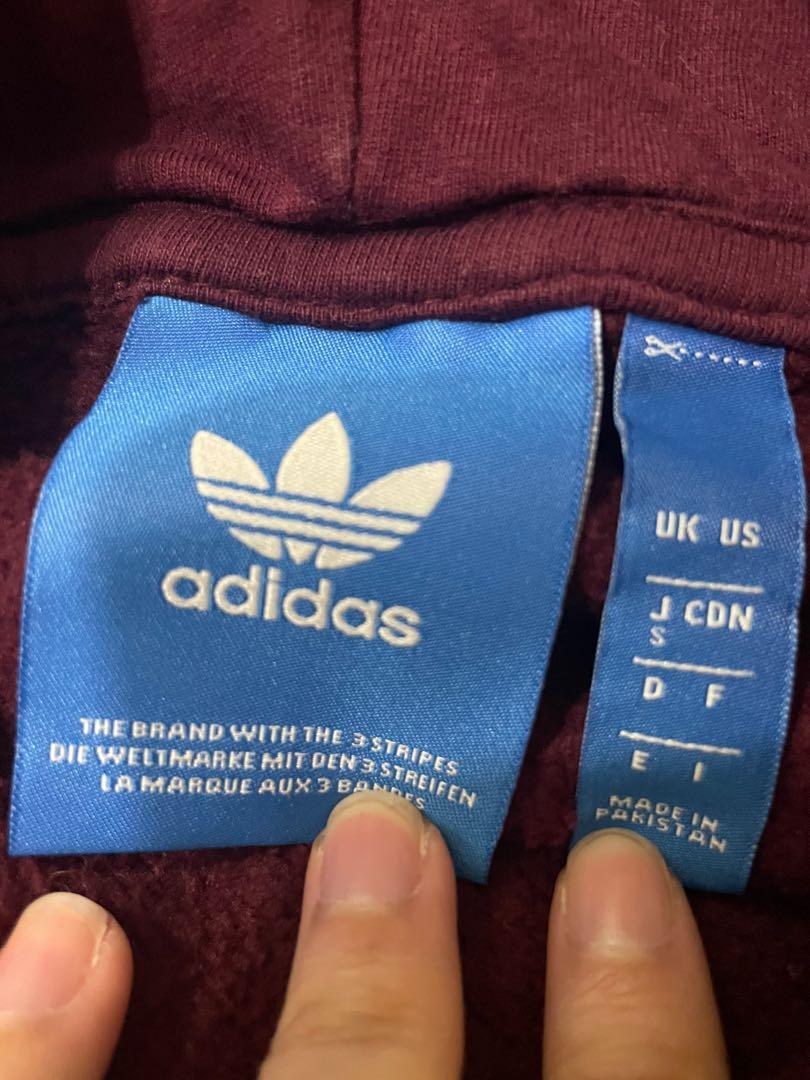 adidas
THE BRAND WITH THE 3 STRIPES
DIE WELTMARKE MIT DEN 3 STREIFEN
LA MARQUE AUX 3 BANDES
UK US
J CDN
S
D F
E I
MADE IN
PAKISTAN